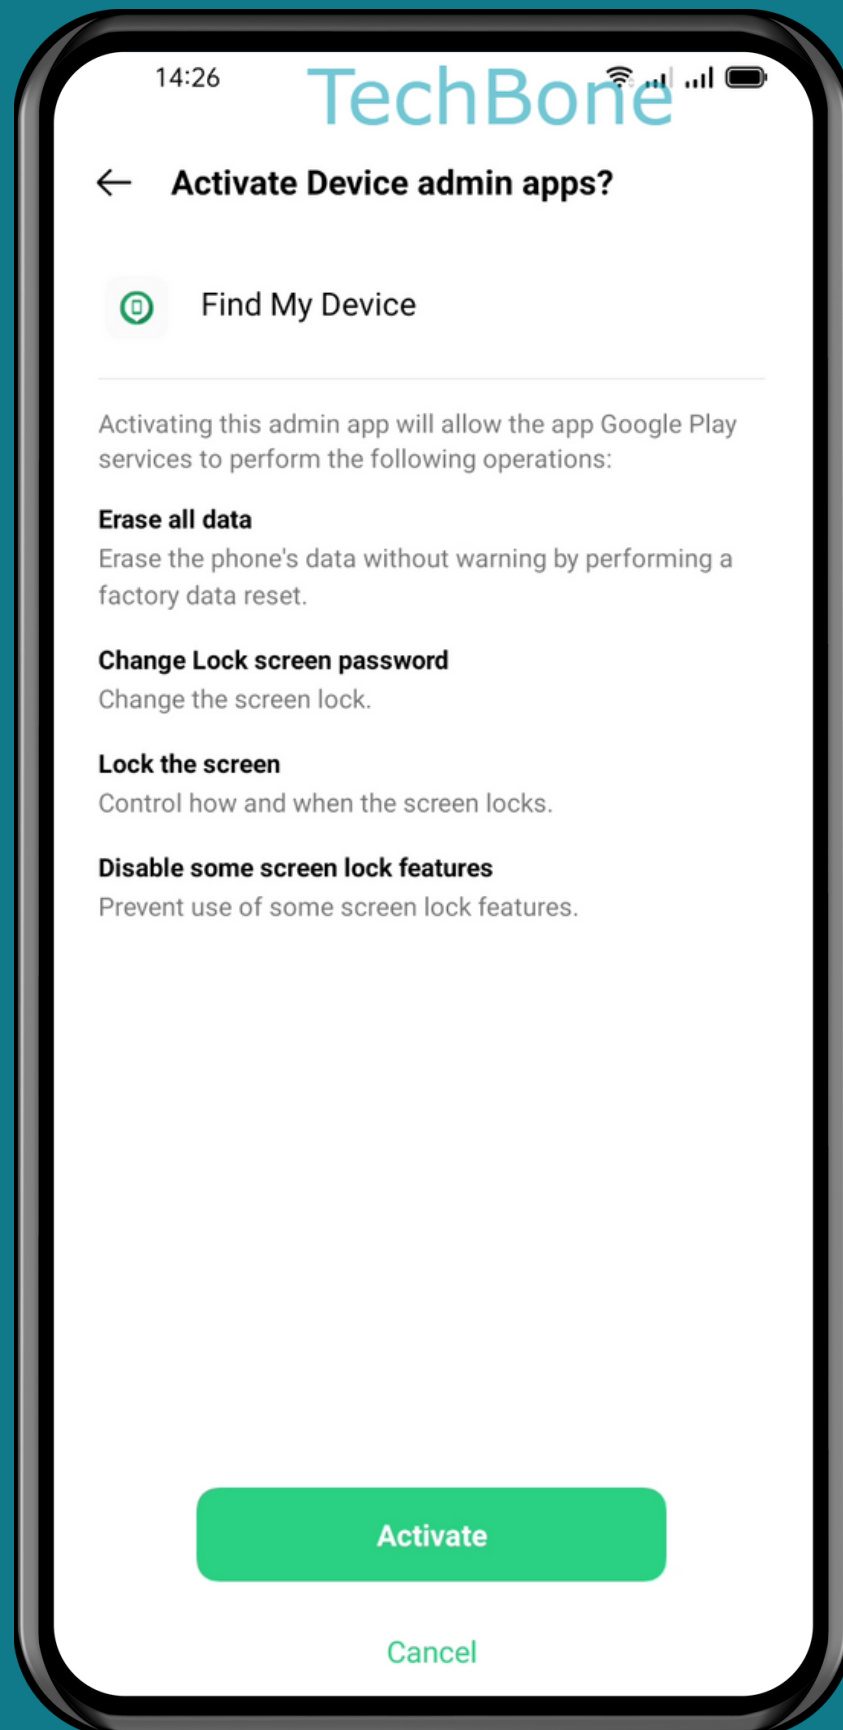 14:26
TechBone
Activate Device admin apps?
Find My Device
Activating this admin app will allow the app Google Play
services to perform the following operations:
Erase all data
Erase the phone's data without warning by performing a
factory data reset.
Change Lock screen password
Change the screen lock.
Lock the screen
Control how and when the screen locks.
Disable some screen lock features
Prevent use of some screen lock features.
Activate
Cancel